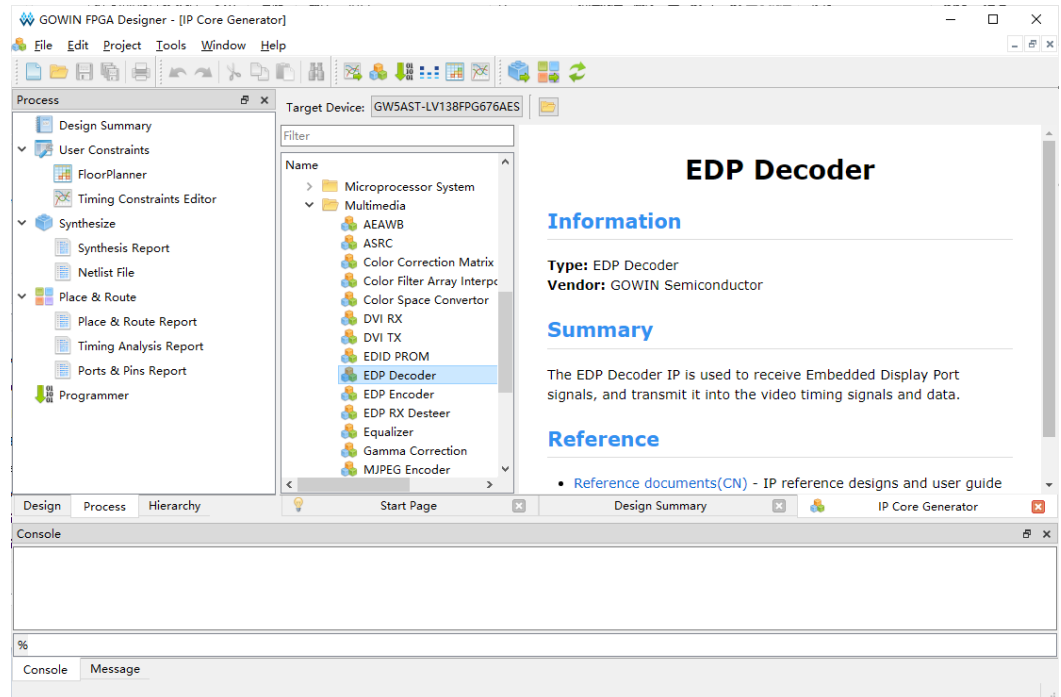 GOWIN FPGA Designer - [IP Core Generator]
File Edit Project Tools Window Help
Process
Design Summary
User Constraints
FloorPlanner
Timing Constraints Editor
Synthesize
Synthesis Report
Netlist File
Place & Route
Place & Route Report
Timing Analysis Report
Ports & Pins Report
Programmer
Design Process Hierarchy
Target Device: GW5AST-LV138FPG676AES
Filter
Name
Microprocessor System
Multimedia
AEAWB
ASRC
Color Correction Matrix
Color Filter Array Interpo
Color Space Convertor
DVI RX
DVI TX
EDID PROM
EDP Decoder
EDP Encoder
EDP RX Desteer
Equalizer
Gamma Correction
MJPEG Encoder
EDP Decoder
Information
Type: EDP Decoder
Vendor: GOWIN Semiconductor
Summary
The EDP Decoder IP is used to receive Embedded Display Port
signals, and transmit it into the video timing signals and data.
Reference
• Reference documents(CN) - IP reference designs and user guide
Start Page Design Summary IP Core Generator
Console
%
Console Message